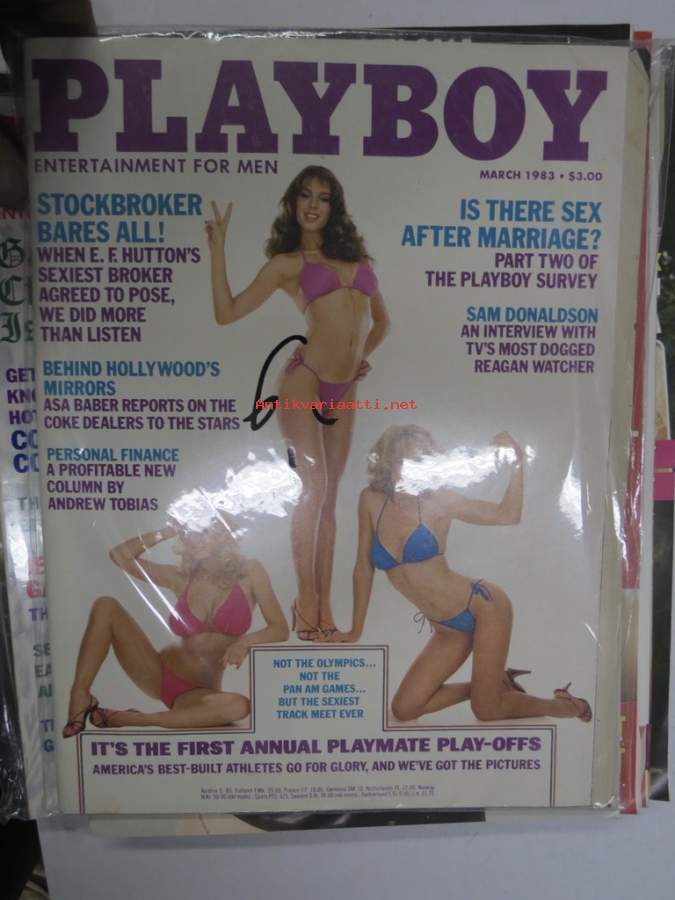 PLAYBOY
ENTERTAINMENT FOR MEN
MARCH 1983 • $3.00
STOCKBROKER
BARES ALL!
WHEN E. F. HUTTON'S
SEXIEST BROKER
AGREED TO POSE,
WE DID MORE
THAN LISTEN
IS THERE SEX
AFTER MARRIAGE?
PART TWO OF
THE PLAYBOY SURVEY
SAM DONALDSON
AN INTERVIEW WITH
TV'S MOST DOGGED
REAGAN WATCHER
BEHIND HOLLYWOOD'S
MIRRORS
ASA BABER REPORTS ON THE
COKE DEALERS TO THE STARS
Antikvariaatti.net
PERSONAL FINANCE
A PROFITABLE NEW
COLUMN BY
ANDREW TOBIAS
NOT THE OLYMPICS...
NOT THE
PAN AM GAMES...
BUT THE SEXIEST
TRACK MEET EVER
IT'S THE FIRST ANNUAL PLAYMATE PLAY-OFFS
AMERICA'S BEST-BUILT ATHLETES GO FOR GLORY, AND WE'VE GOT THE PICTURES